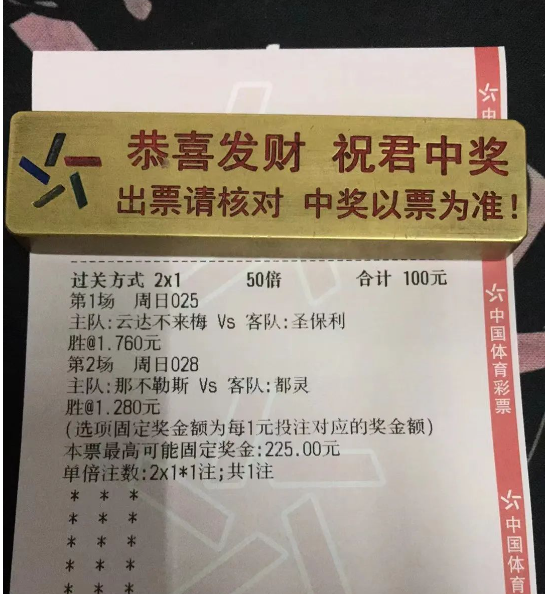 恭喜发财 祝君中奖
出票请核对 中奖以票为准!
过关方式 2x1 50倍 合计 100元
第1场 周日025
主队:云达不来梅 Vs 客队:圣保利
胜@1.760元
第2场 周日028
主队:那不勒斯 Vs 客队:都灵
胜@1.280元
(选项固定奖金额为每1元投注对应的奖金额)
本票最高可能固定奖金:225.00元
单倍注数:2x1*1注;共1注
* * *
* * *
* * *
* * *
* * *
中
中国体育彩票
中国体育